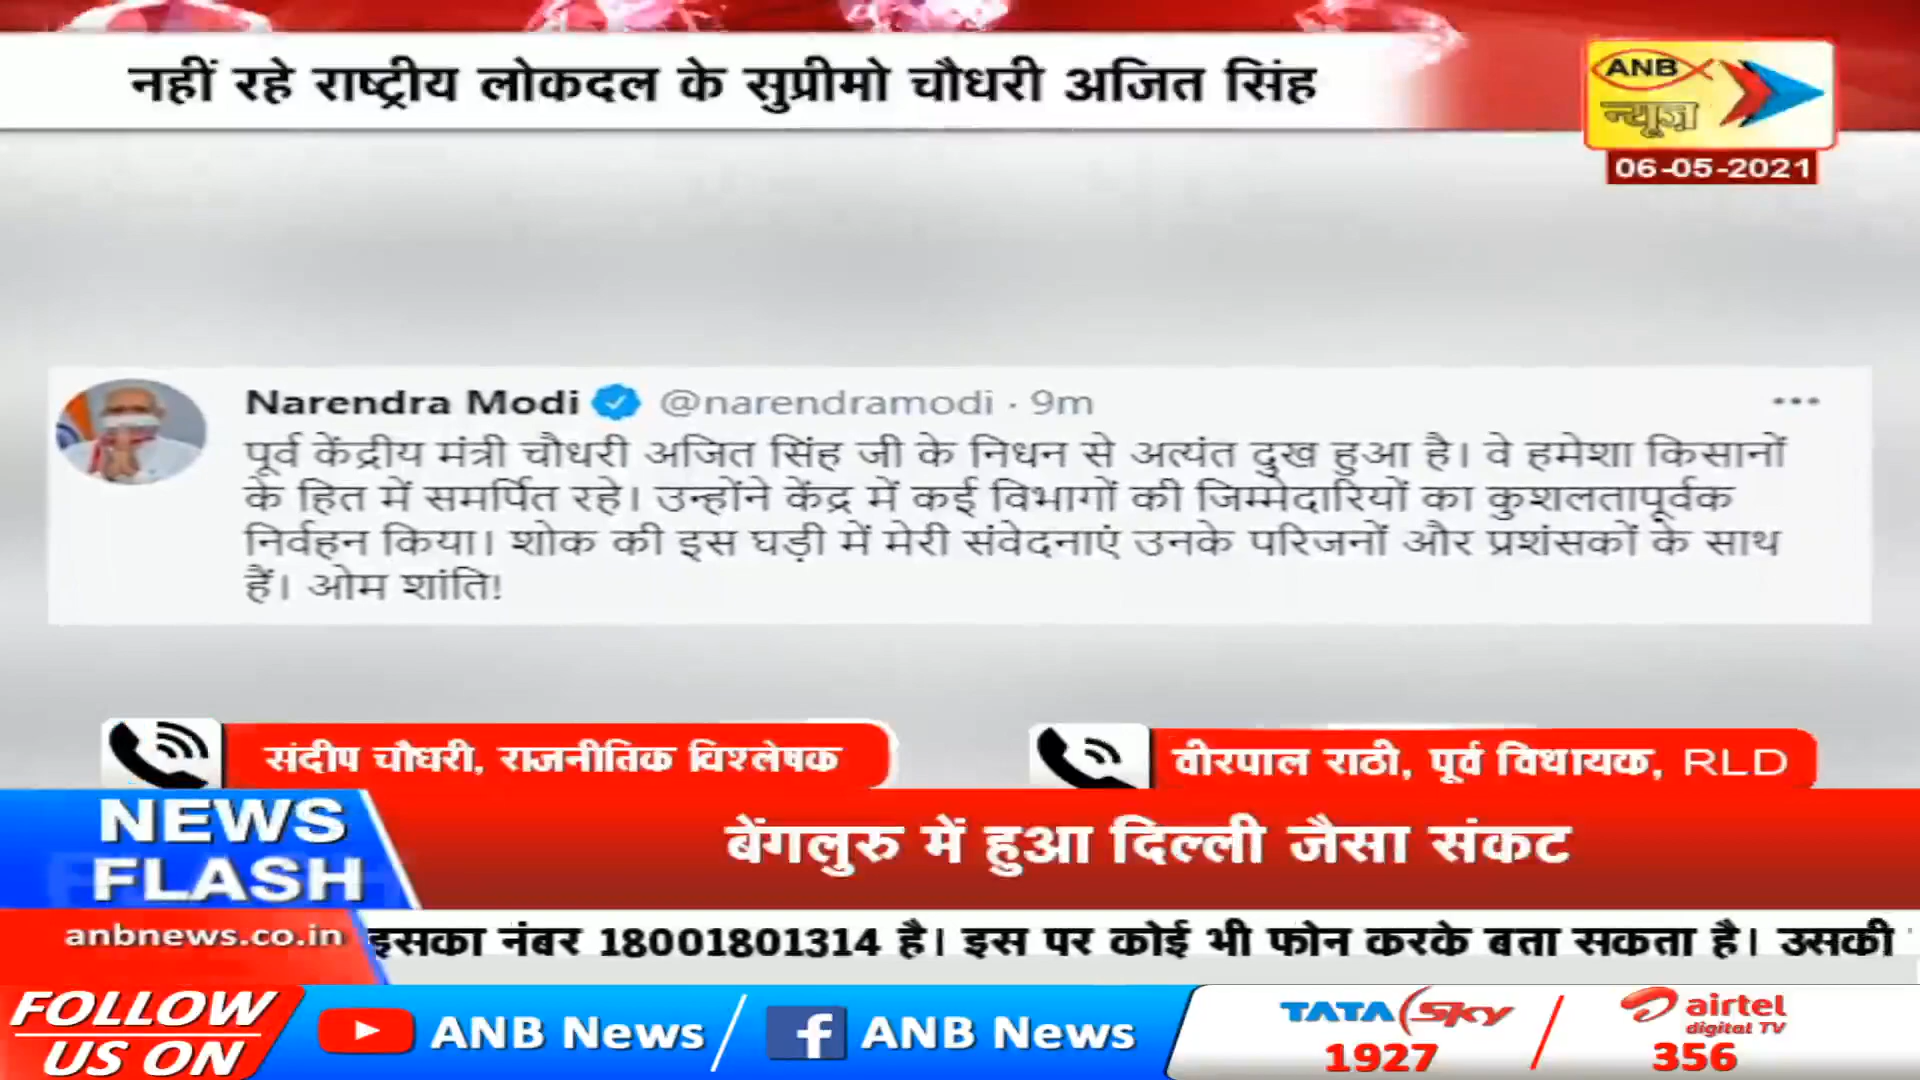 नहीं रहे राष्ट्रीय लोकदल के सुप्रीमो चौधरी अजित सिंह
ANB
न्यूज़
06-05-2021
Narendra Modi @narendramodi · 9m
पूर्व केंद्रीय मंत्री चौधरी अजित सिंह जी के निधन से अत्यंत दुख हुआ है। वे हमेशा किसानों
के हित में समर्पित रहे। उन्होंने केंद्र में कई विभागों की जिम्मेदारियों का कुशलतापूर्वक
निर्वहन किया। शोक की इस घड़ी में मेरी संवेदनाएं उनके परिजनों और प्रशंसकों के साथ
हैं। ओम शांति!
संदीप चौधरी, राजनीतिक विश्लेषक
वीरपाल राठी, पूर्व विधायक, RLD
NEWS
FLASH
बेंगलुरु में हुआ दिल्ली जैसा संकट
anbnews.co.in
इसका नंबर 18001801314 है। इस पर कोई भी फोन करके बता सकता है। उसकी
FOLLOW
US ON
ANB News
ANB News
TATA Sky
1927
airtel
digital TV
356